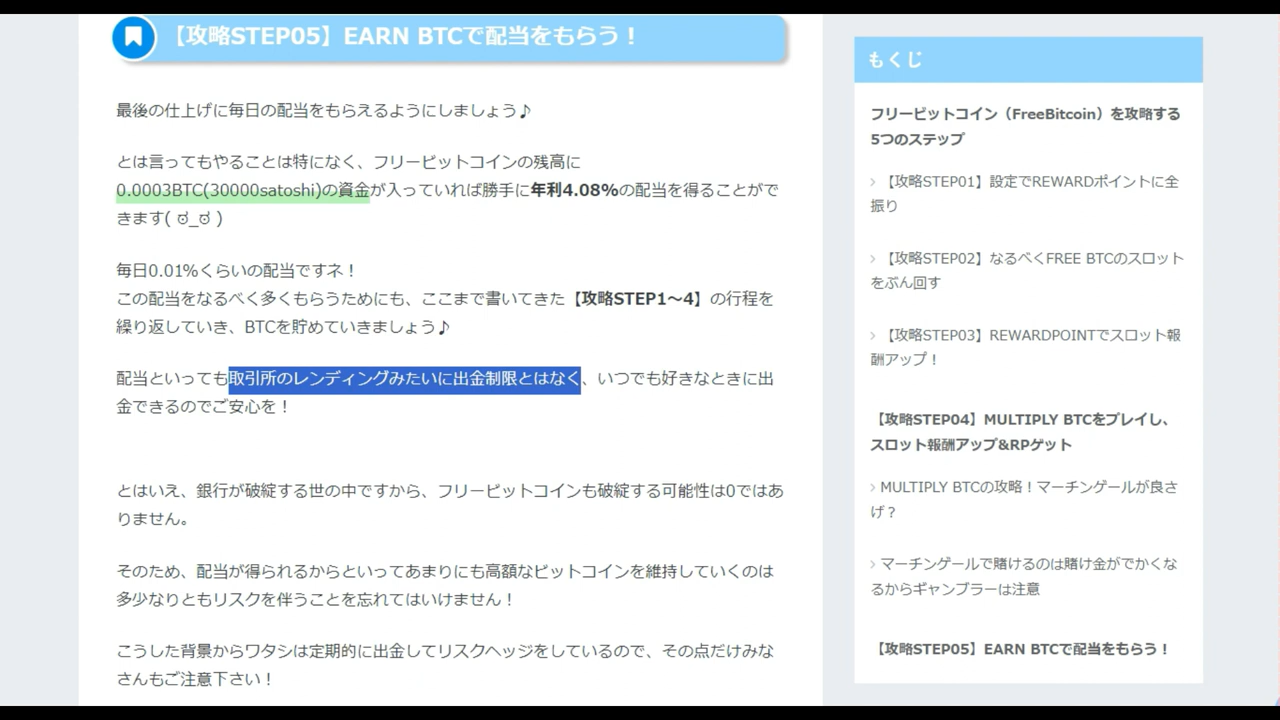 【攻略STEP05】EARN BTCで配当をもらう！
最後の仕上げに毎日の配当をもらえるようにしましょう♪
とは言ってもやることは特になく、フリービットコインの残高に
0.0003BTC(30000satoshi)の資金が入っていれば勝手に年利4.08%の配当を得ることがで
きます( ಠ_ಠ )
毎日0.01%くらいの配当ですネ！
この配当をなるべく多くもらうためにも、ここまで書いてきた【攻略STEP1～4】の行程を
繰り返していき、BTCを貯めていきましょう♪
配当といっても取引所のレンディングみたいに出金制限とはなく、いつでも好きなときに出
金できるのでご安心を！
とはいえ、銀行が破綻する世の中ですから、フリービットコインも破綻する可能性は0ではあ
りません。
そのため、配当が得られるからといってあまりにも高額なビットコインを維持していくのは
多少なりともリスクを伴うことを忘れてはいけません！
こうした背景からワタシは定期的に出金してリスクヘッジをしているので、その点だけみな
さんもご注意下さい！
もくじ
フリービットコイン（FreeBitcoin）を攻略する
5つのステップ
【攻略STEP01】設定でREWARDポイントに全
振り
【攻略STEP02】なるべくFREE BTCのスロット
をぶん回す
【攻略STEP03】REWARDPOINTでスロット報
酬アップ！
【攻略STEP04】MULTIPLY BTCをプレイし、
スロット報酬アップ&RPゲット
MULTIPLY BTCの攻略！マーチンゲールが良さ
げ？
マーチンゲールで賭けるのは賭け金がでかくな
るからギャンブラーは注意
【攻略STEP05】EARN BTCで配当をもらう！